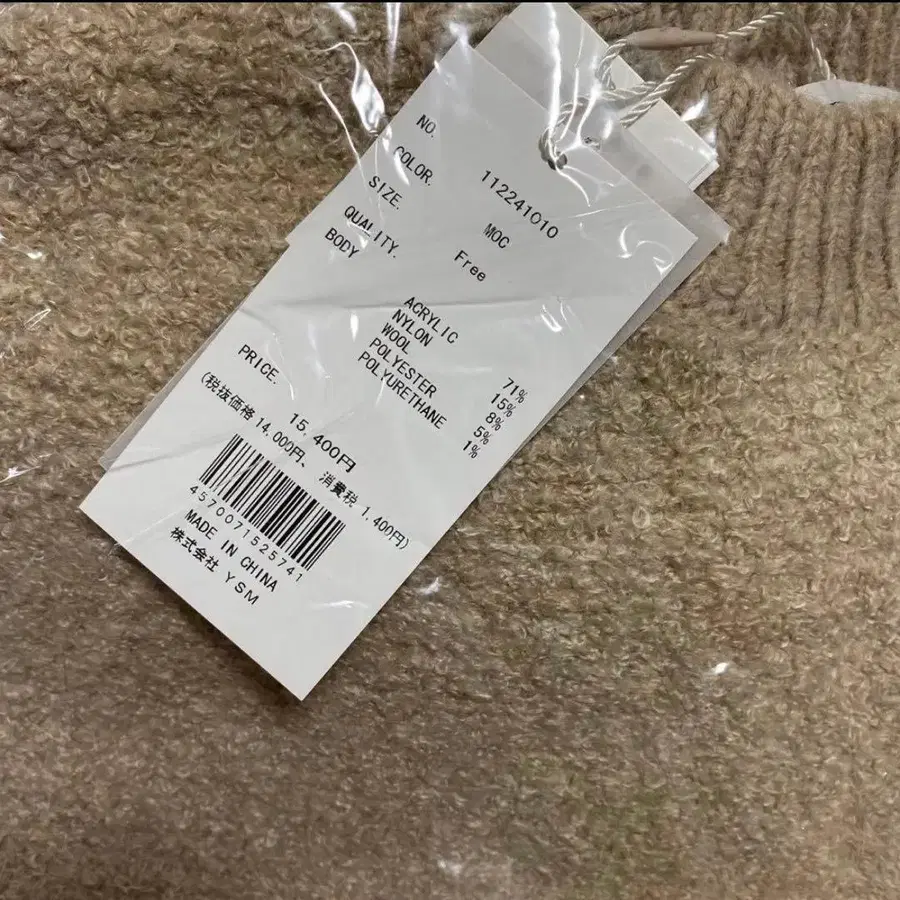 NO. 112241010
COLOR. MOC
SIZE. Free
QUALITY.
BODY
ACRYLIC 71%
NYLON 15%
WOOL 8%
POLYESTER 5%
POLYURETHANE 1%
PRICE. 15,400円
(税抜価格 14,000円、 消費税 1,400円)
4570071525741
MADE IN CHINA
株式会社 YSM